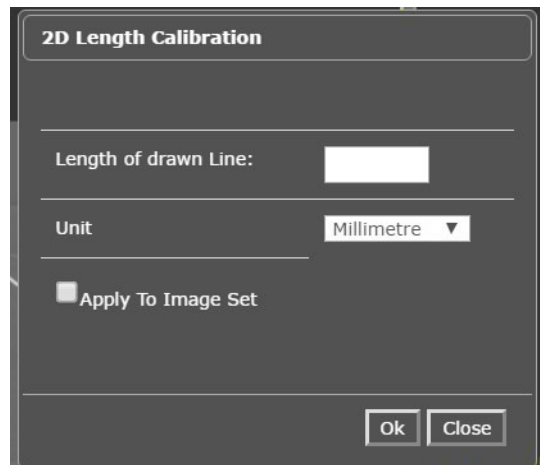 2D Length Calibration
Length of drawn Line:
Unit Millimetre ▼
Apply To Image Set
Ok Close